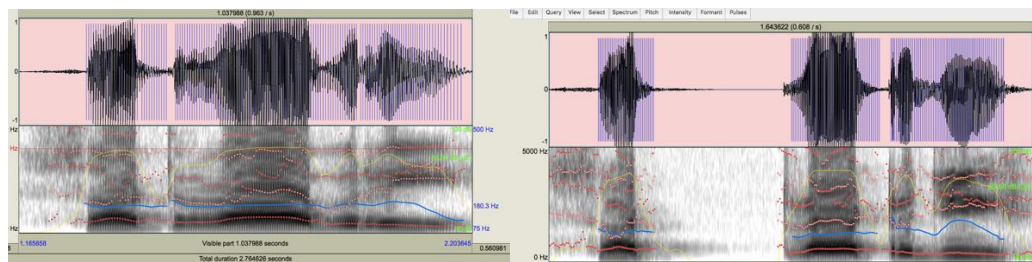 1.037988 (0.963 / s)
1
0
-1
Hz
Hz
Hz
500 Hz
180.3 Hz
75 Hz
1.165658
Visible part 1.037988 seconds
2.203645
0.560981
Total duration 2.764626 seconds
File Edit Query View Select Spectrum Pitch Intensity Formant Pulses
1.643622 (0.608 / s)
1
0
-1
5000 Hz
0 Hz